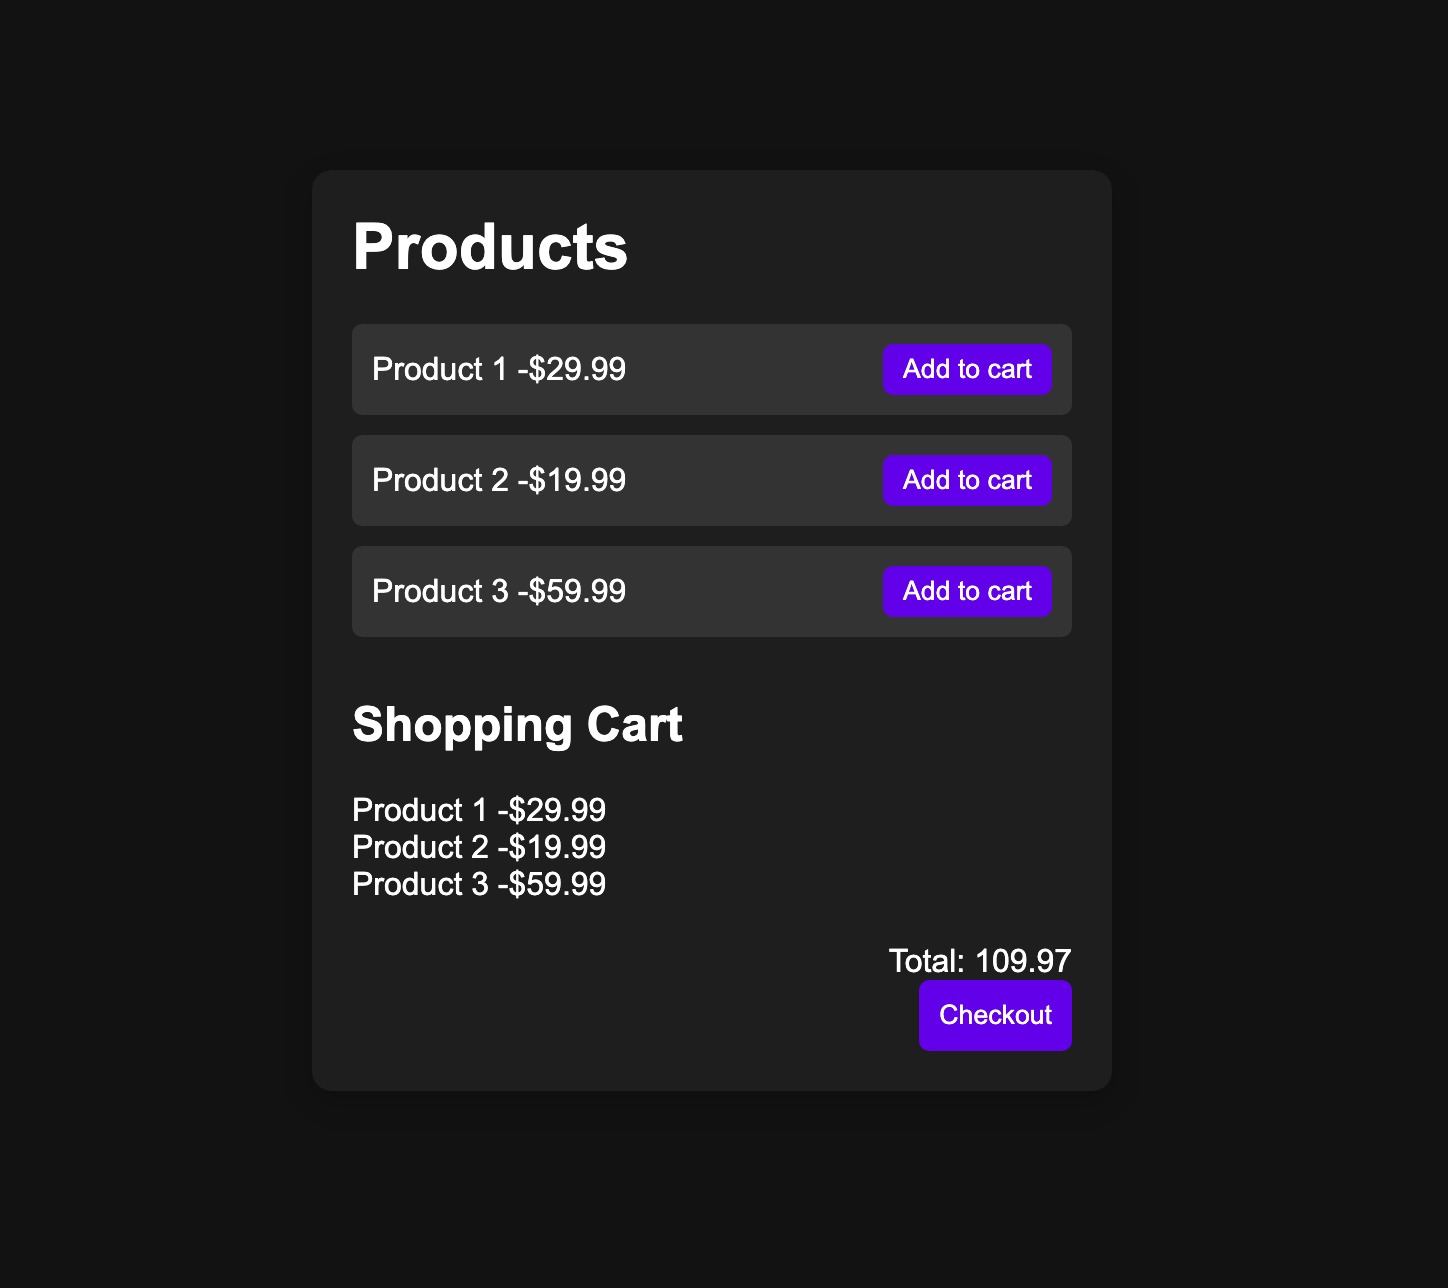 Products
Product 1 -$29.99 Add to cart
Product 2 -$19.99 Add to cart
Product 3 -$59.99 Add to cart
Shopping Cart
Product 1 -$29.99
Product 2 -$19.99
Product 3 -$59.99
Total: 109.97
Checkout